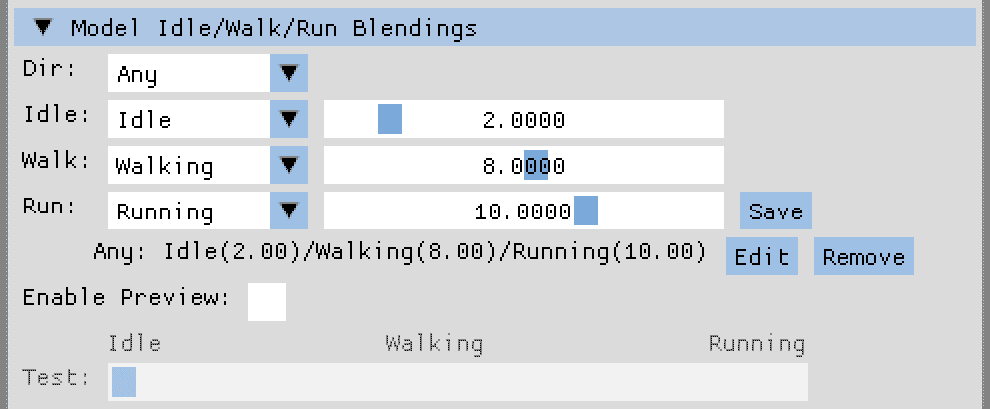 Model Idle/Walk/Run Blendings
Dir: Any
Idle: Idle 2.0000
Walk: Walking 8.0000
Run: Running 10.0000 Save
Any: Idle(2.00)/Walking(8.00)/Running(10.00) Edit Remove
Enable Preview:
Idle Walking Running
Test: